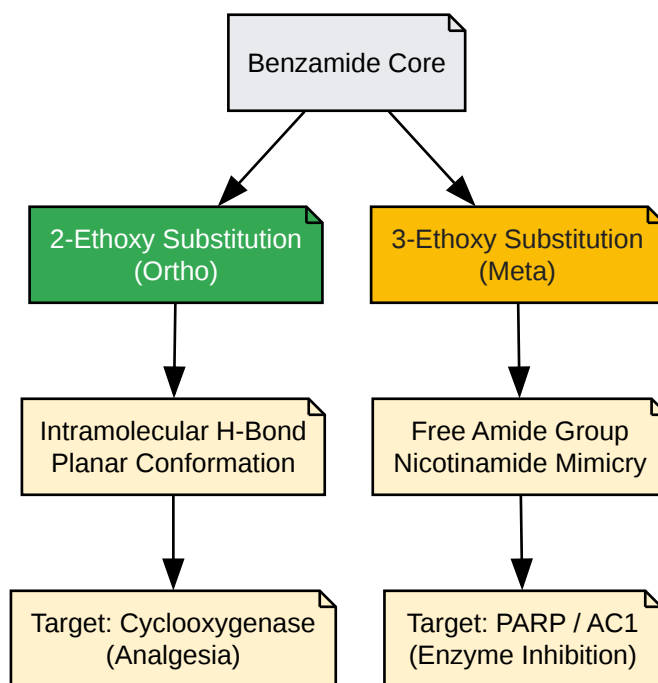 Benzamide Core
2-Ethoxy Substitution
(Ortho)
3-Ethoxy Substitution
(Meta)
Intramolecular H-Bond
Planar Conformation
Free Amide Group
Nicotinamide Mimicry
Target: Cyclooxygenase
(Analgesia)
Target: PARP / AC1
(Enzyme Inhibition)